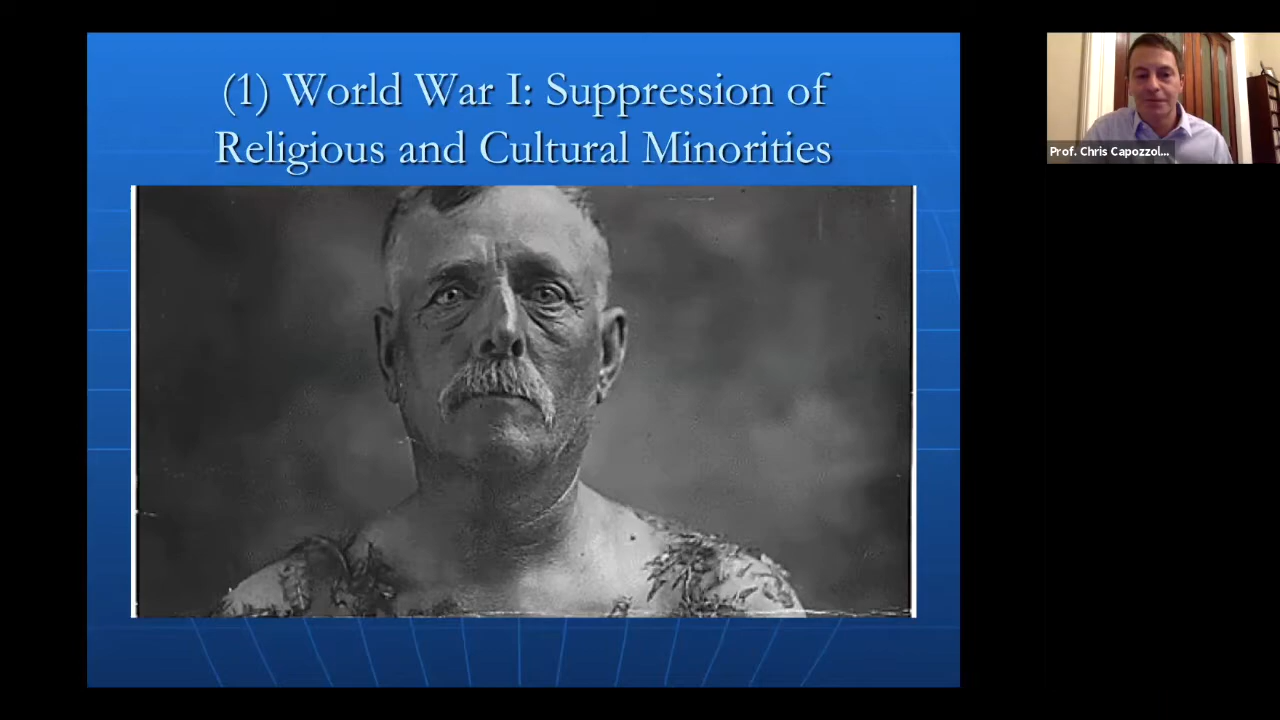 (1) World War I: Suppression of
Religious and Cultural Minorities
Prof. Chris Capozzol...